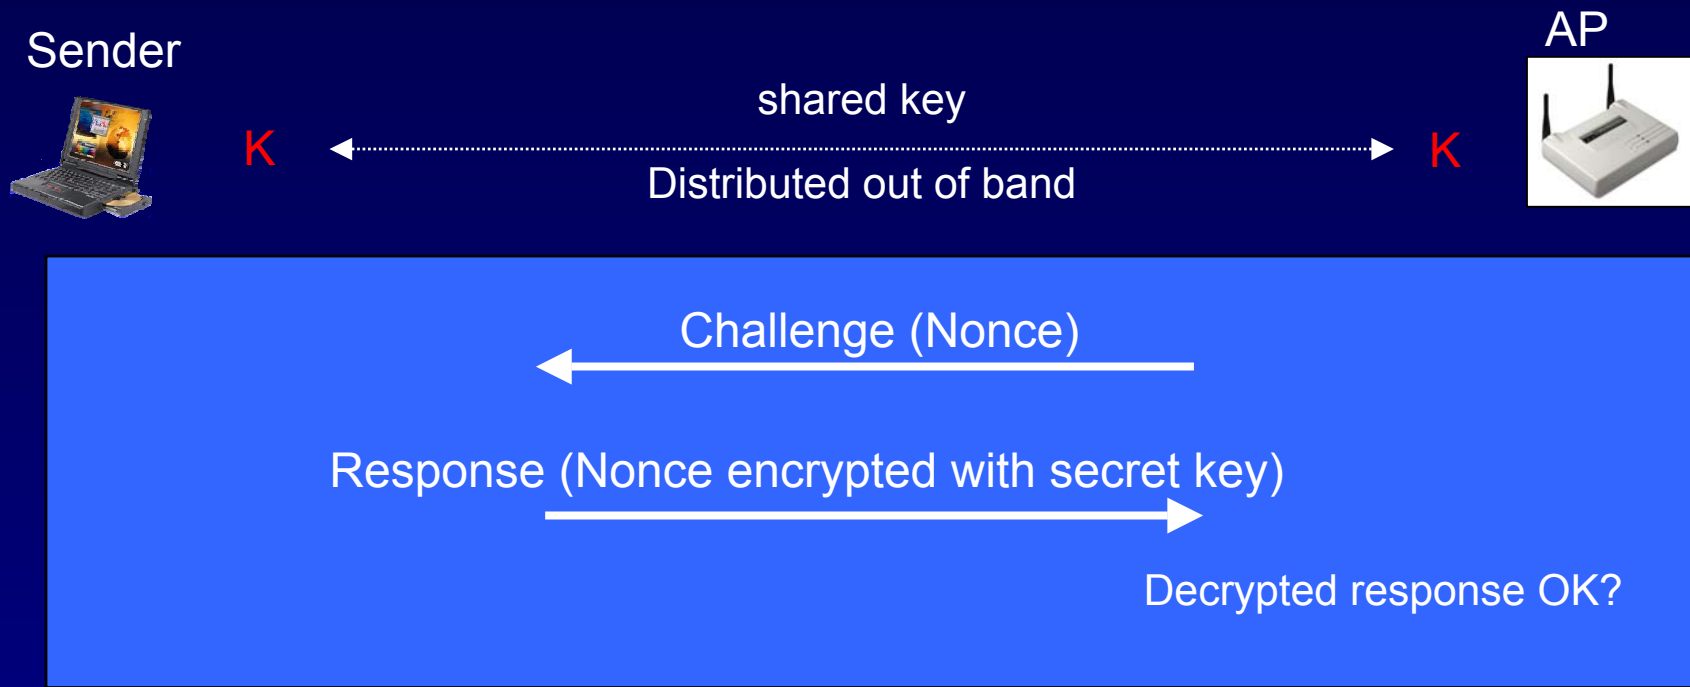 Sender
AP
shared key
K
K
Distributed out of band
Challenge (Nonce)
Response (Nonce encrypted with secret key)
Decrypted response OK?